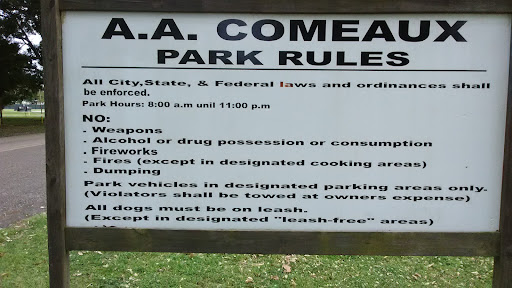 A.A. COMEAUX
PARK RULES
All City,State, & Federal laws and ordinances shall
be enforced.
Park Hours: 8:00 a.m unil 11:00 p.m
NO:
. Weapons
. Alcohol or drug possession or consumption
. Fireworks
. Fires (except in designated cooking areas)
. Dumping
Park vehicles in designated parking areas only.
(Violators shall be towed at owners expense)
All dogs must be on leash.
(Except in designated "leash-free" areas)